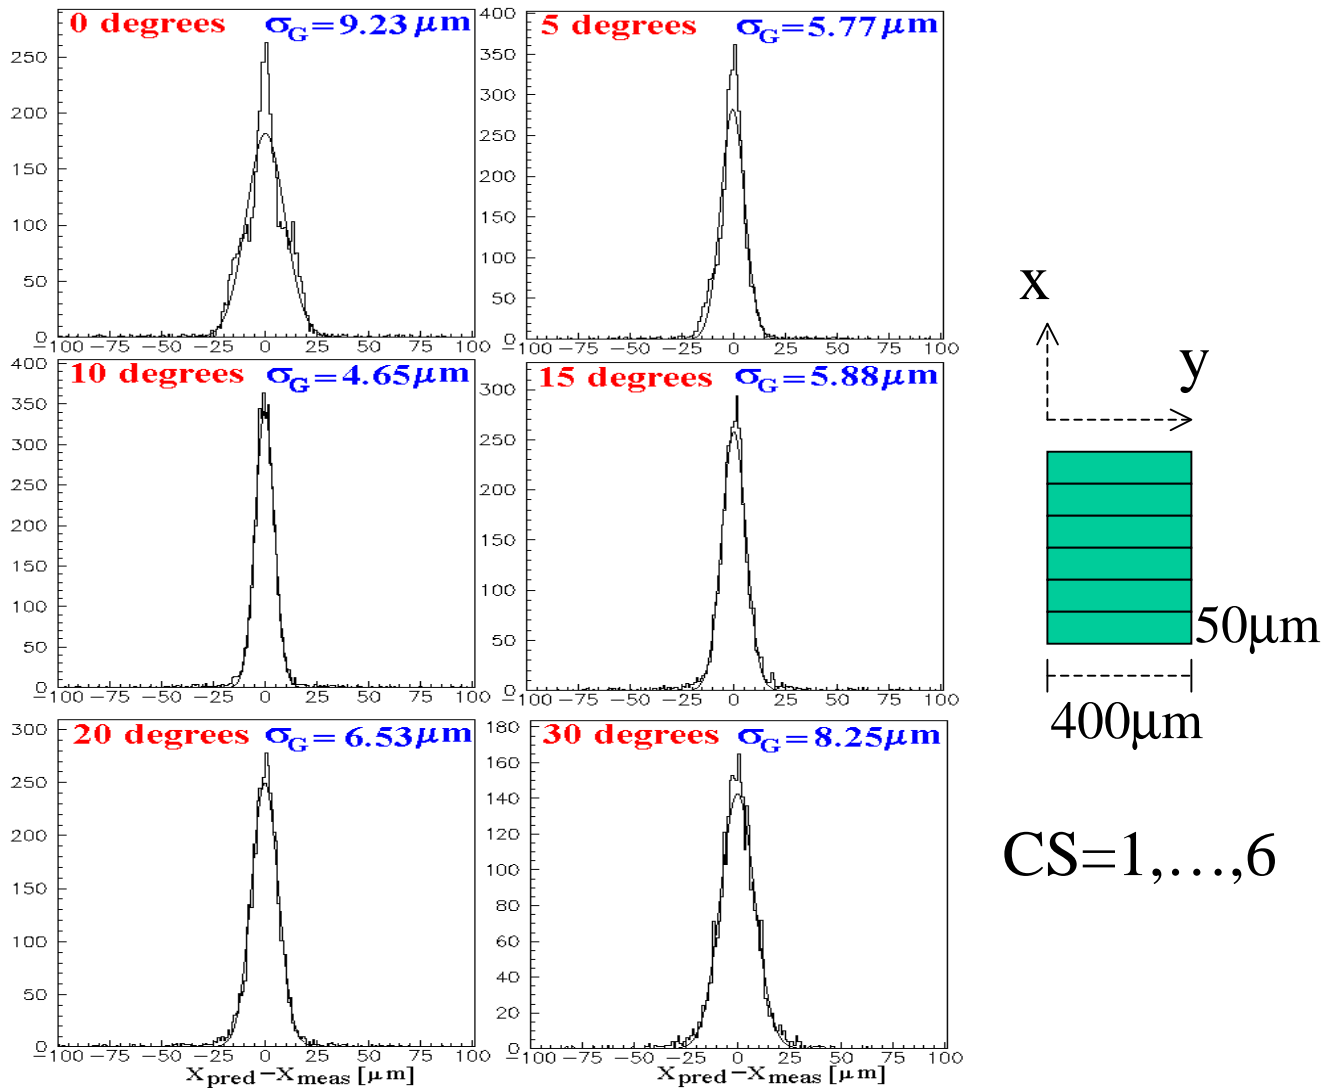 0 degrees σG=9.23μm
250
200
150
100
50
0
−100 −75 −50 −25 0 25 50 75 100
5 degrees σG=5.77μm
400
350
300
250
200
150
100
50
0
−100 −75 −50 −25 0 25 50 75 100
10 degrees σG=4.65μm
400
350
300
250
200
150
100
50
0
−100 −75 −50 −25 0 25 50 75 100
15 degrees σG=5.88μm
300
250
200
150
100
50
0
−100 −75 −50 −25 0 25 50 75 100
20 degrees σG=6.53μm
300
250
200
150
100
50
0
−100 −75 −50 −25 0 25 50 75 100
Xpred−Xmeas [μm]
30 degrees σG=8.25μm
180
160
140
120
100
80
60
40
20
0
−100 −75 −50 −25 0 25 50 75 100
Xpred−Xmeas [μm]
x
y
50μm
400μm
CS=1,…,6